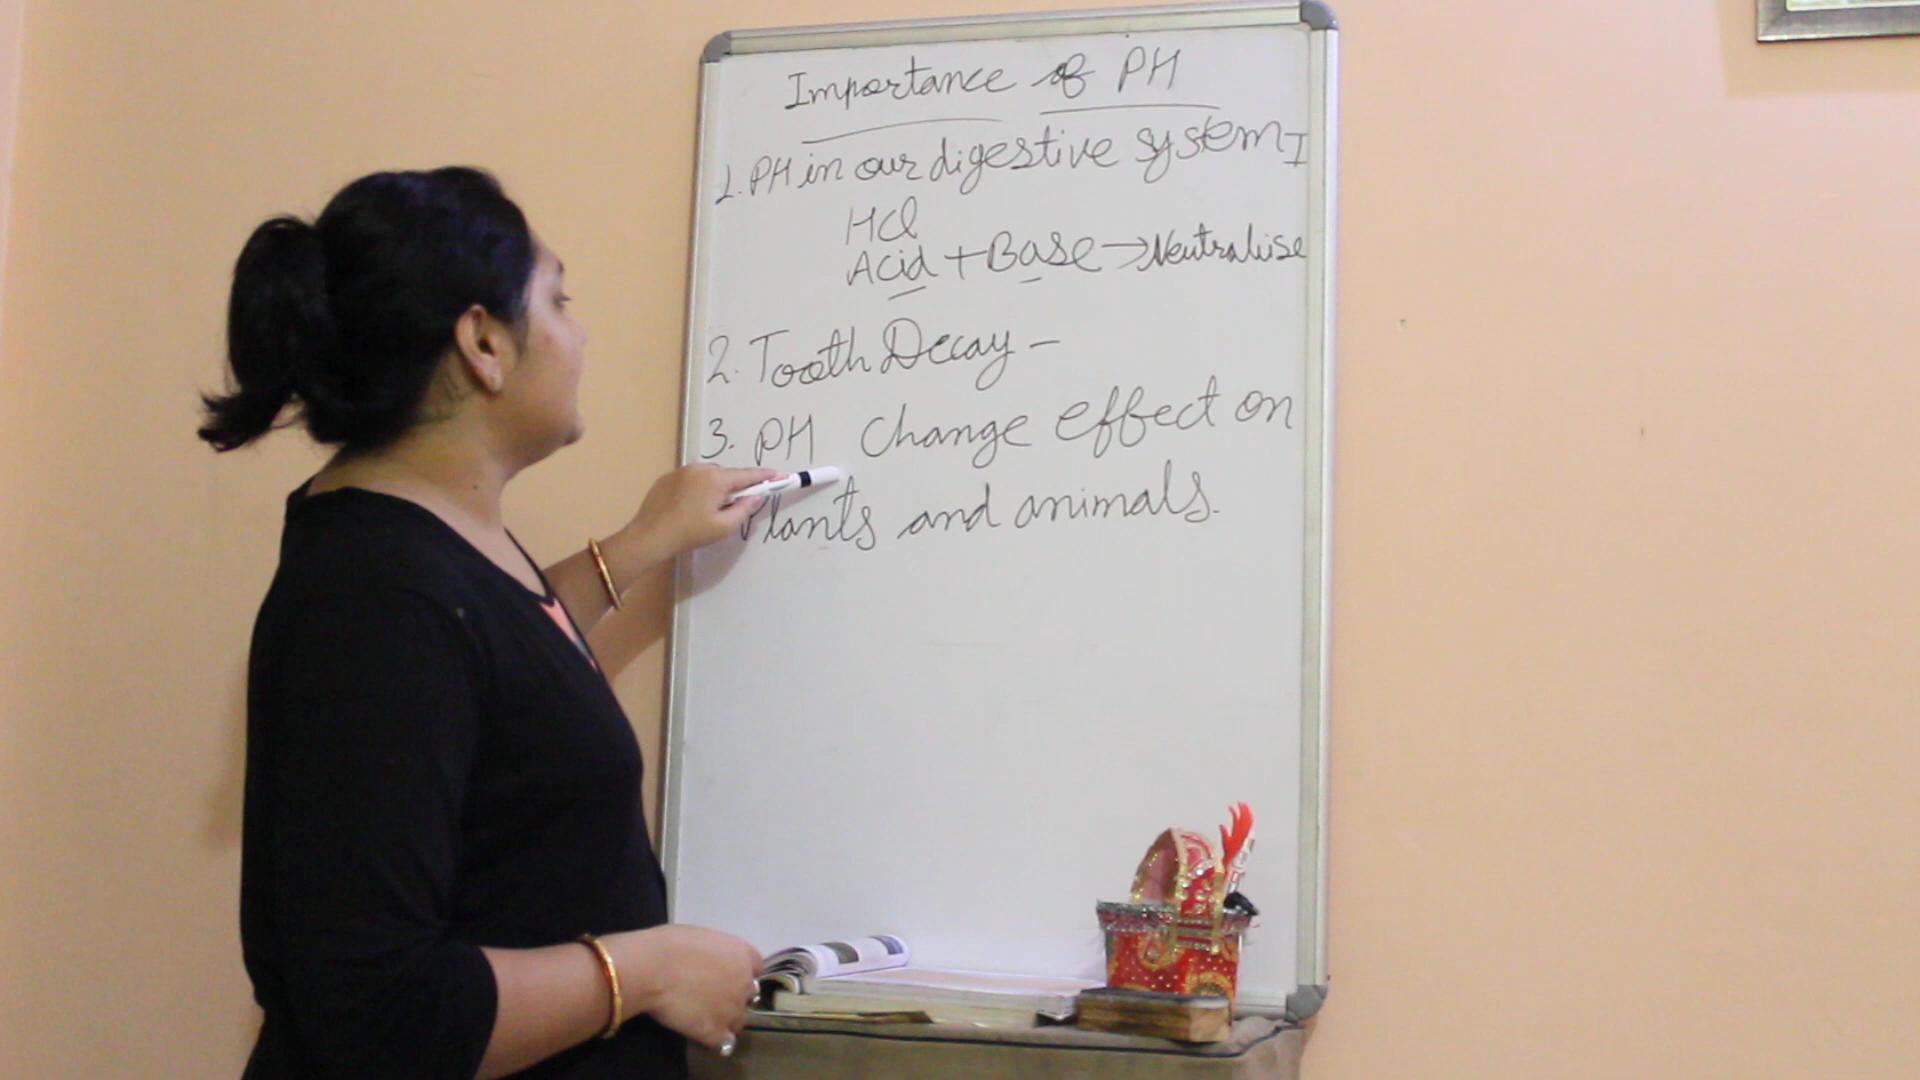 Importance of PH
1. PH in our digestive system I
HCl
Acid + Base → Neutralise
2. Tooth Decay -
3. PH Change effect on
Plants and animals.